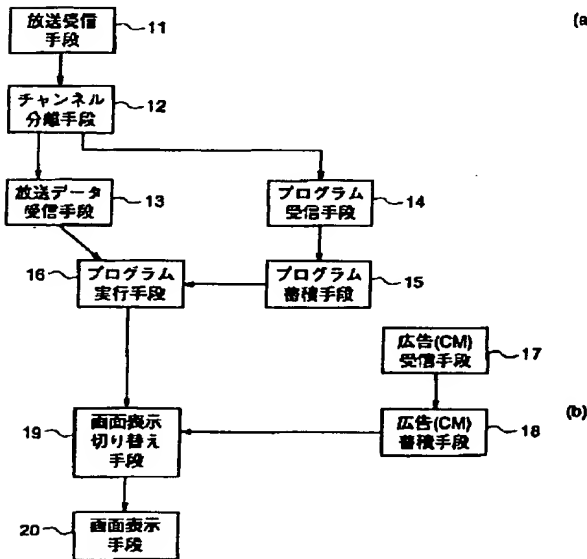 放送受信
手段
11
(a
チャンネル
分離手段
12
放送データ
受信手段
13
プログラム
受信手段
14
16
プログラム
実行手段
プログラム
蓄積手段
15
広告(CM)
受信手段
17
(b)
19
画面表示
切り替え
手段
広告(CM)
蓄積手段
18
20
画面表示
手段